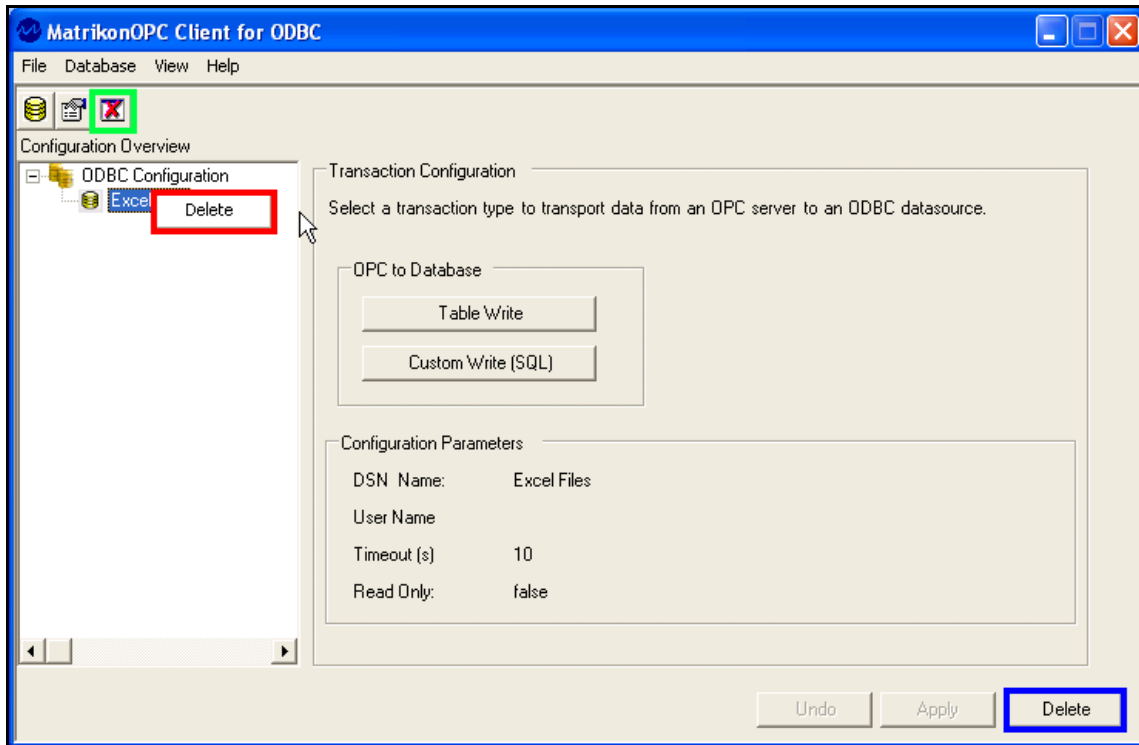 MatrikonOPC Client for ODBC
File Database View Help
Configuration Overview
ODBC Configuration
Excel
Delete
Transaction Configuration
Select a transaction type to transport data from an OPC server to an ODBC datasource.
OPC to Database
Table Write
Custom Write (SQL)
Configuration Parameters
DSN Name: Excel Files
User Name
Timeout (s) 10
Read Only: false
Undo Apply Delete